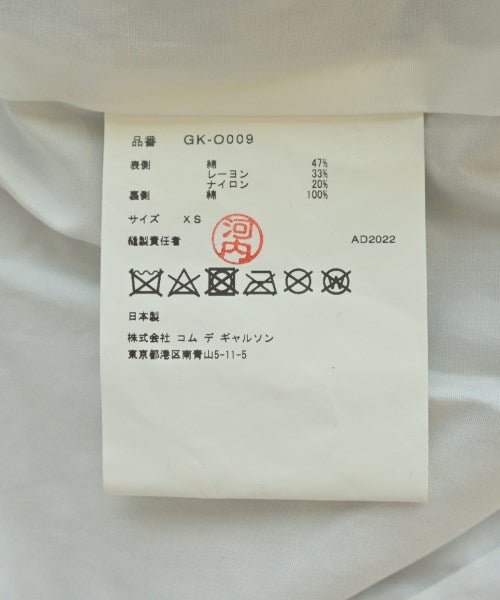 品番 GK-O009
表側 綿 47%
レーヨン 33%
ナイロン 20%
裏側 綿 100%
サイズ XS
縫製責任者 河内 AD2022
W
日本製
株式会社 コム デ ギャルソン
東京都港区南青山5-11-5